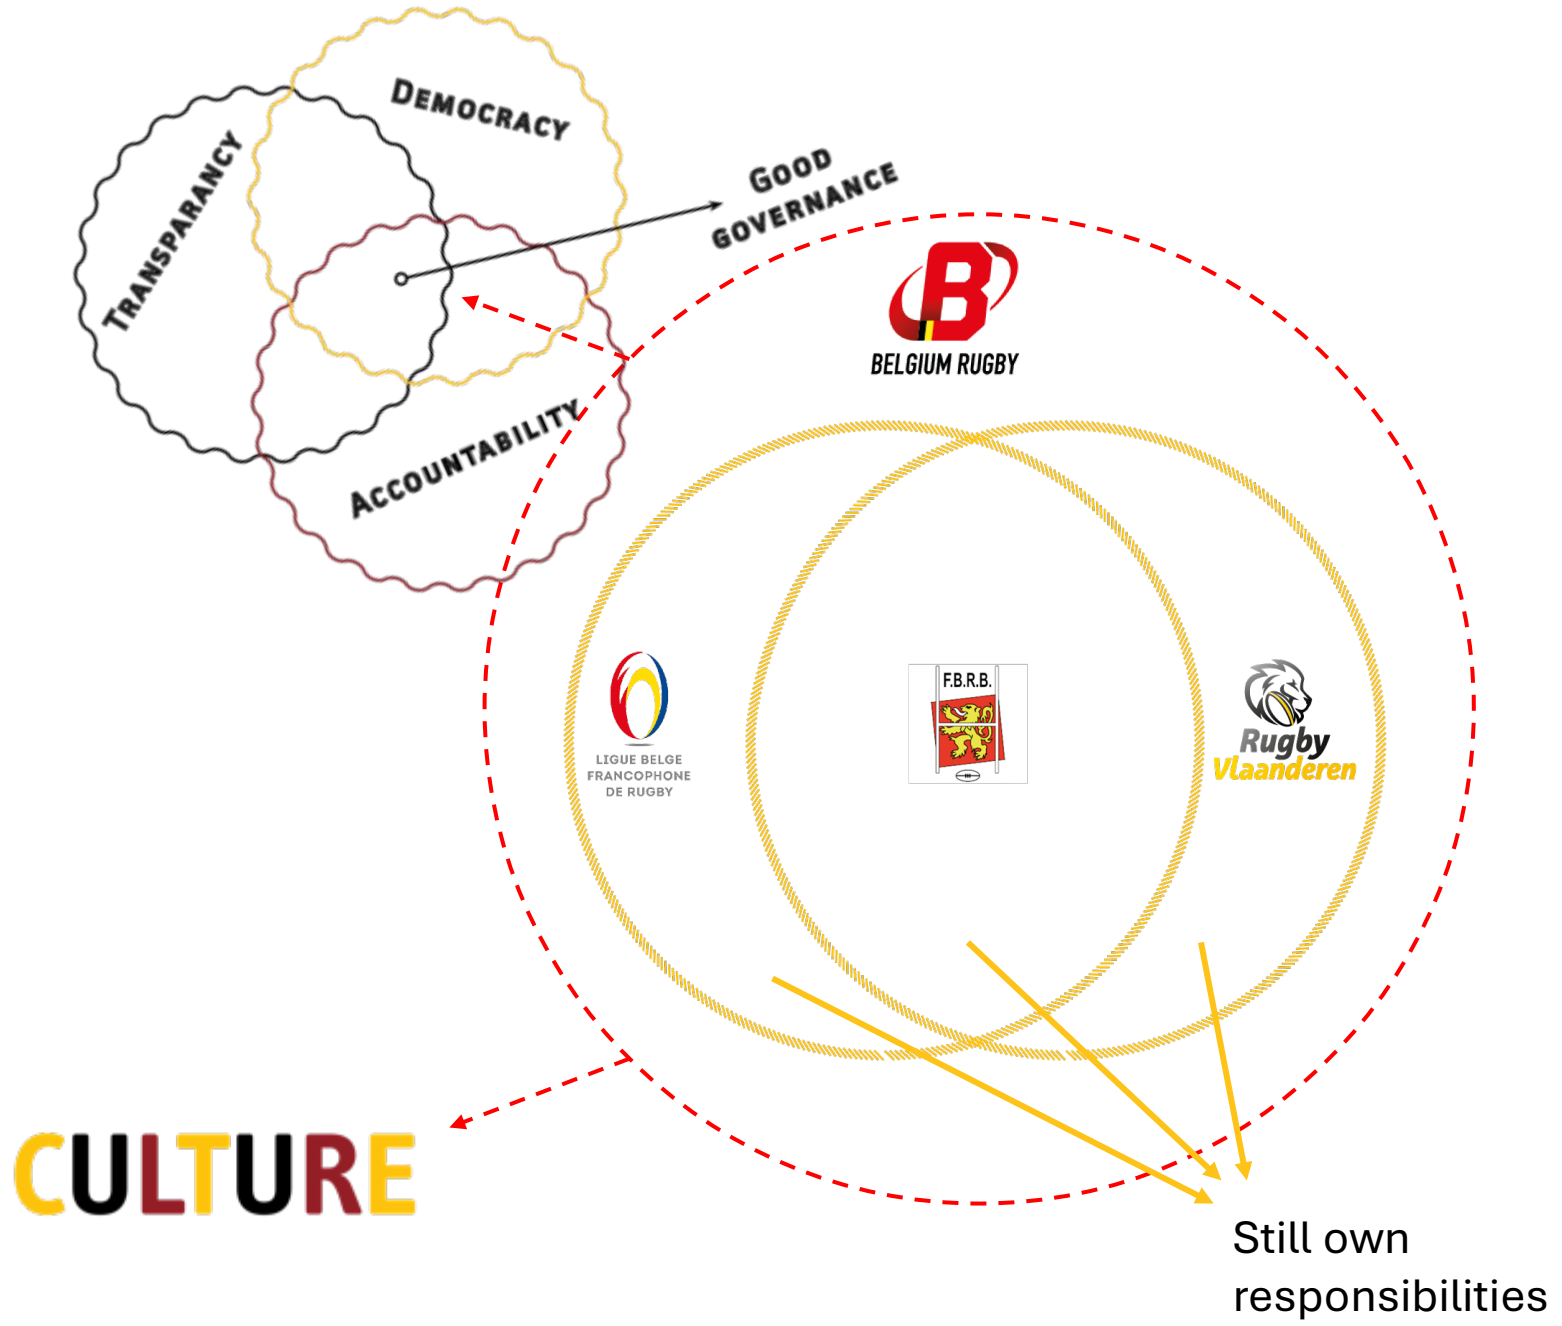 DEMOCRACY
TRANSPARANCY
GOOD
GOVERNANCE
ACCOUNTABILITY
B
BELGIUM RUGBY
F.B.R.B.
LIGUE BELGE
FRANCOPHONE
DE RUGBY
Rugby
Vlaanderen
CULTURE
Still own
responsibilities